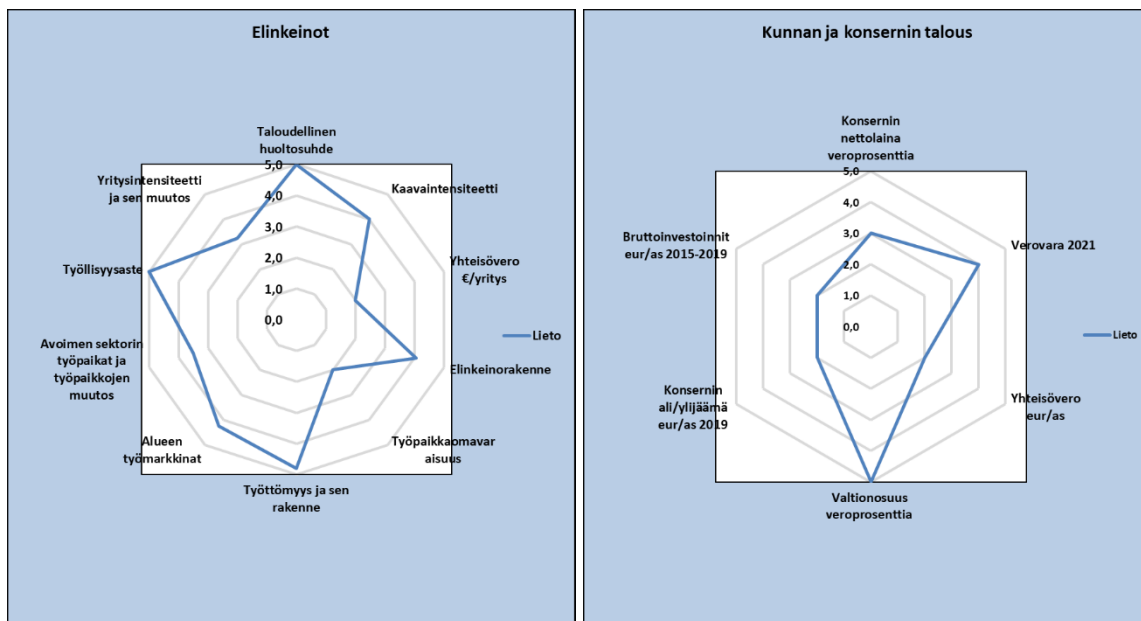 Elinkeinot
Taloudellinen
huoltosuhde
5,0
4,0
3,0
2,0
1,0
0,0
Kaavaintensiteetti
Yhteisövero
€/yritys
Elinkeinorakenne
Työpaikkaomavar
aisuus
Työttömyys ja sen
rakenne
Alueen
työmarkkinat
Avoimen sektorin
työpaikat ja
työpaikkojen
muutos
Työllisyysaste
Yritysintensiteetti
ja sen muutos
Lieto
Kunnan ja konsernin talous
Konsernin
nettolaina
veroprosenttia
5,0
4,0
3,0
2,0
1,0
0,0
Verovara 2021
Yhteisövero
eur/as
Valtionosuus
veroprosenttia
Konsernin
ali/ylijäämä
eur/as 2019
Bruttoinvestoinnit
eur/as 2015-2019
Lieto